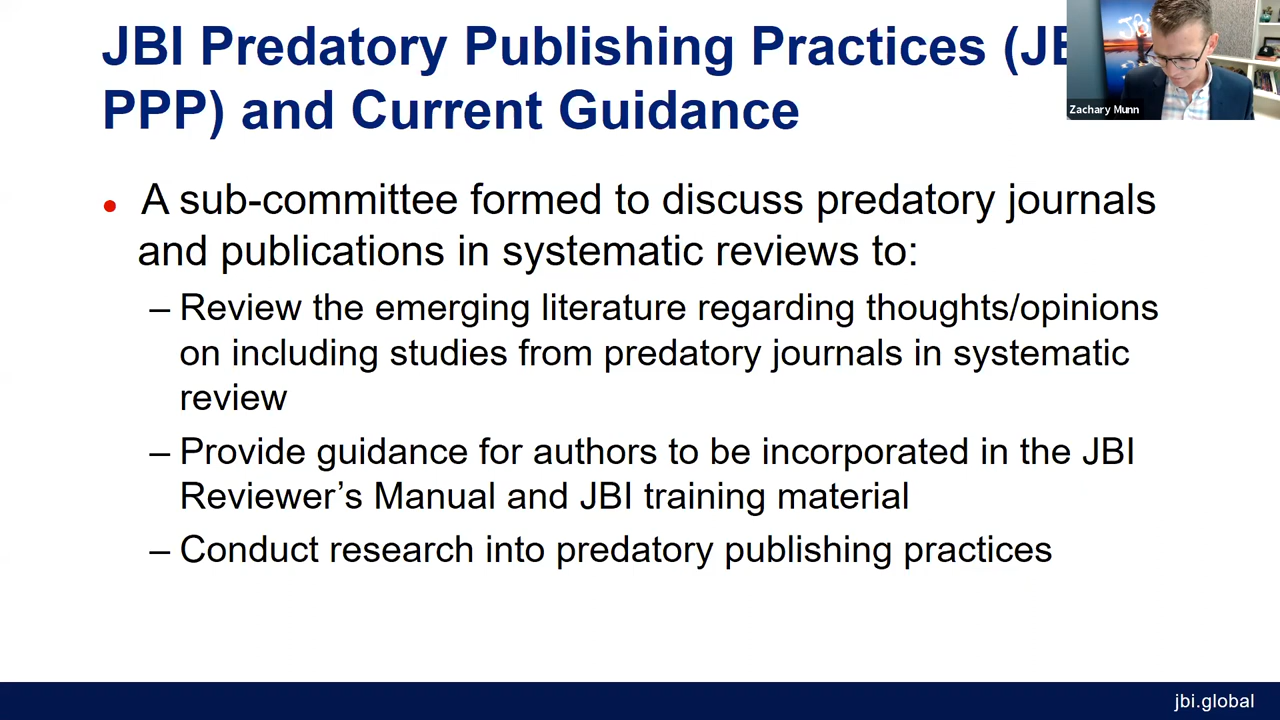 JBI Predatory Publishing Practices (JB
PPP) and Current Guidance
Zachary Munn
• A sub-committee formed to discuss predatory journals
and publications in systematic reviews to:
– Review the emerging literature regarding thoughts/opinions
on including studies from predatory journals in systematic
review
– Provide guidance for authors to be incorporated in the JBI
Reviewer’s Manual and JBI training material
– Conduct research into predatory publishing practices
jbi.global